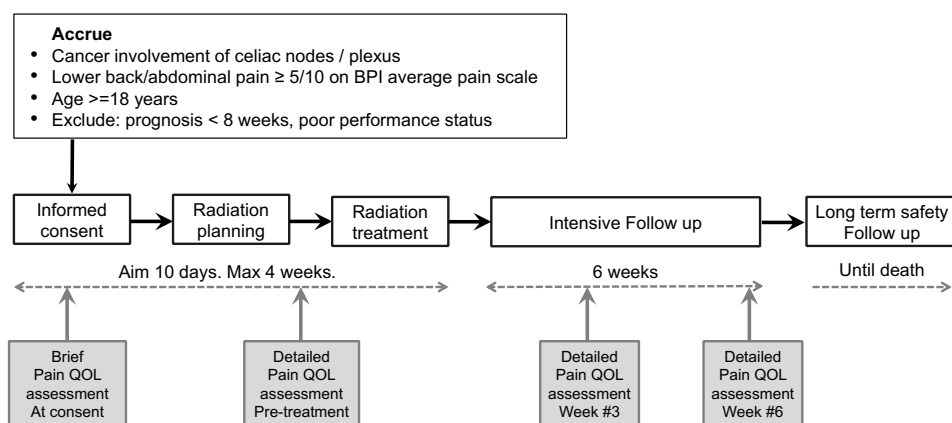 Accrue
• Cancer involvement of celiac nodes / plexus
• Lower back/abdominal pain ≥ 5/10 on BPI average pain scale
• Age >=18 years
• Exclude: prognosis < 8 weeks, poor performance status
Informed
consent
Radiation
planning
Radiation
treatment
Intensive Follow up
Long term safety
Follow up
Aim 10 days. Max 4 weeks.
6 weeks
Until death
Brief
Pain QOL
assessment
At consent
Detailed
Pain QOL
assessment
Pre-treatment
Detailed
Pain QOL
assessment
Week #3
Detailed
Pain QOL
assessment
Week #6